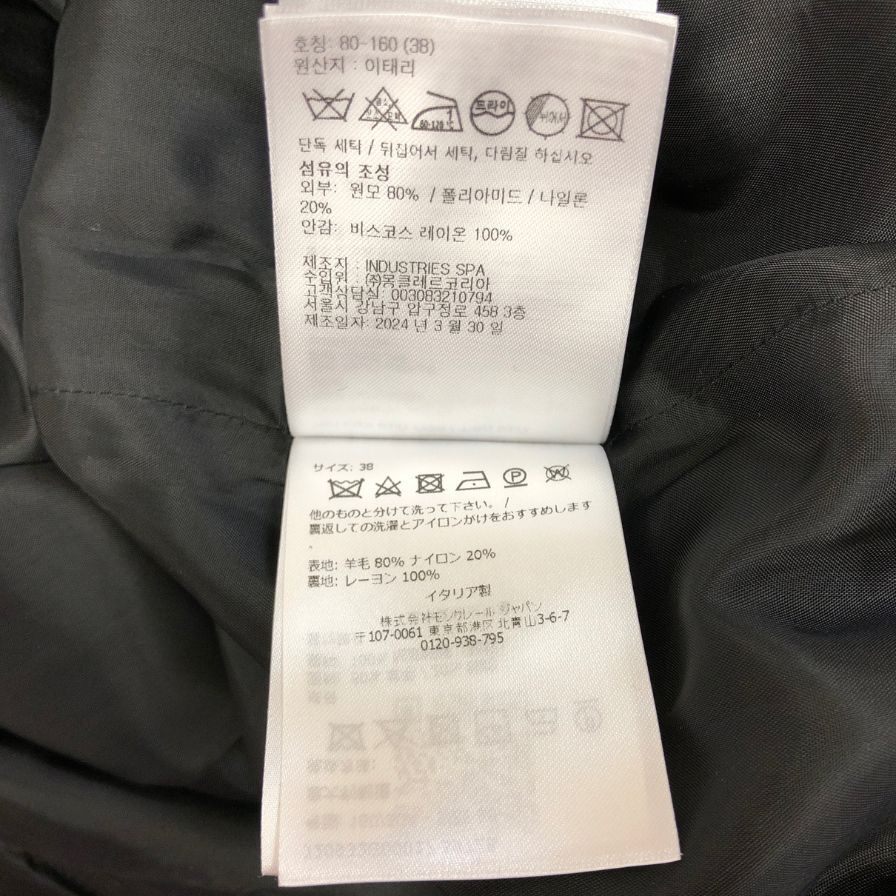 호칭: 80-160 (38)
원산지 : 이태리
80-120℃ 드라이 뉘어서
단독 세탁 / 뒤집어서 세탁, 다림질 하십시오
섬유의 조성
외부: 원모 80% / 폴리아미드 / 나일론
20%
안감: 비스코스 레이온 100%
제조자 : INDUSTRIES SPA
수입원 : ㈜몽클레르코리아
고객상담실: 003083210794
서울시 강남구 압구정로 458 3층
제조일자: 2024 년 3 월 30 일
サイズ: 38
P W
他のものと分けて洗って下さい。/
裏返しての洗濯とアイロンかけをおすすめします
。
表地: 羊毛 80% ナイロン 20%
裏地: レーヨン 100%
イタリア製
株式会社モンクレール ジャパン
〒107-0061 東京都港区 北青山3-6-7
0120-938-795